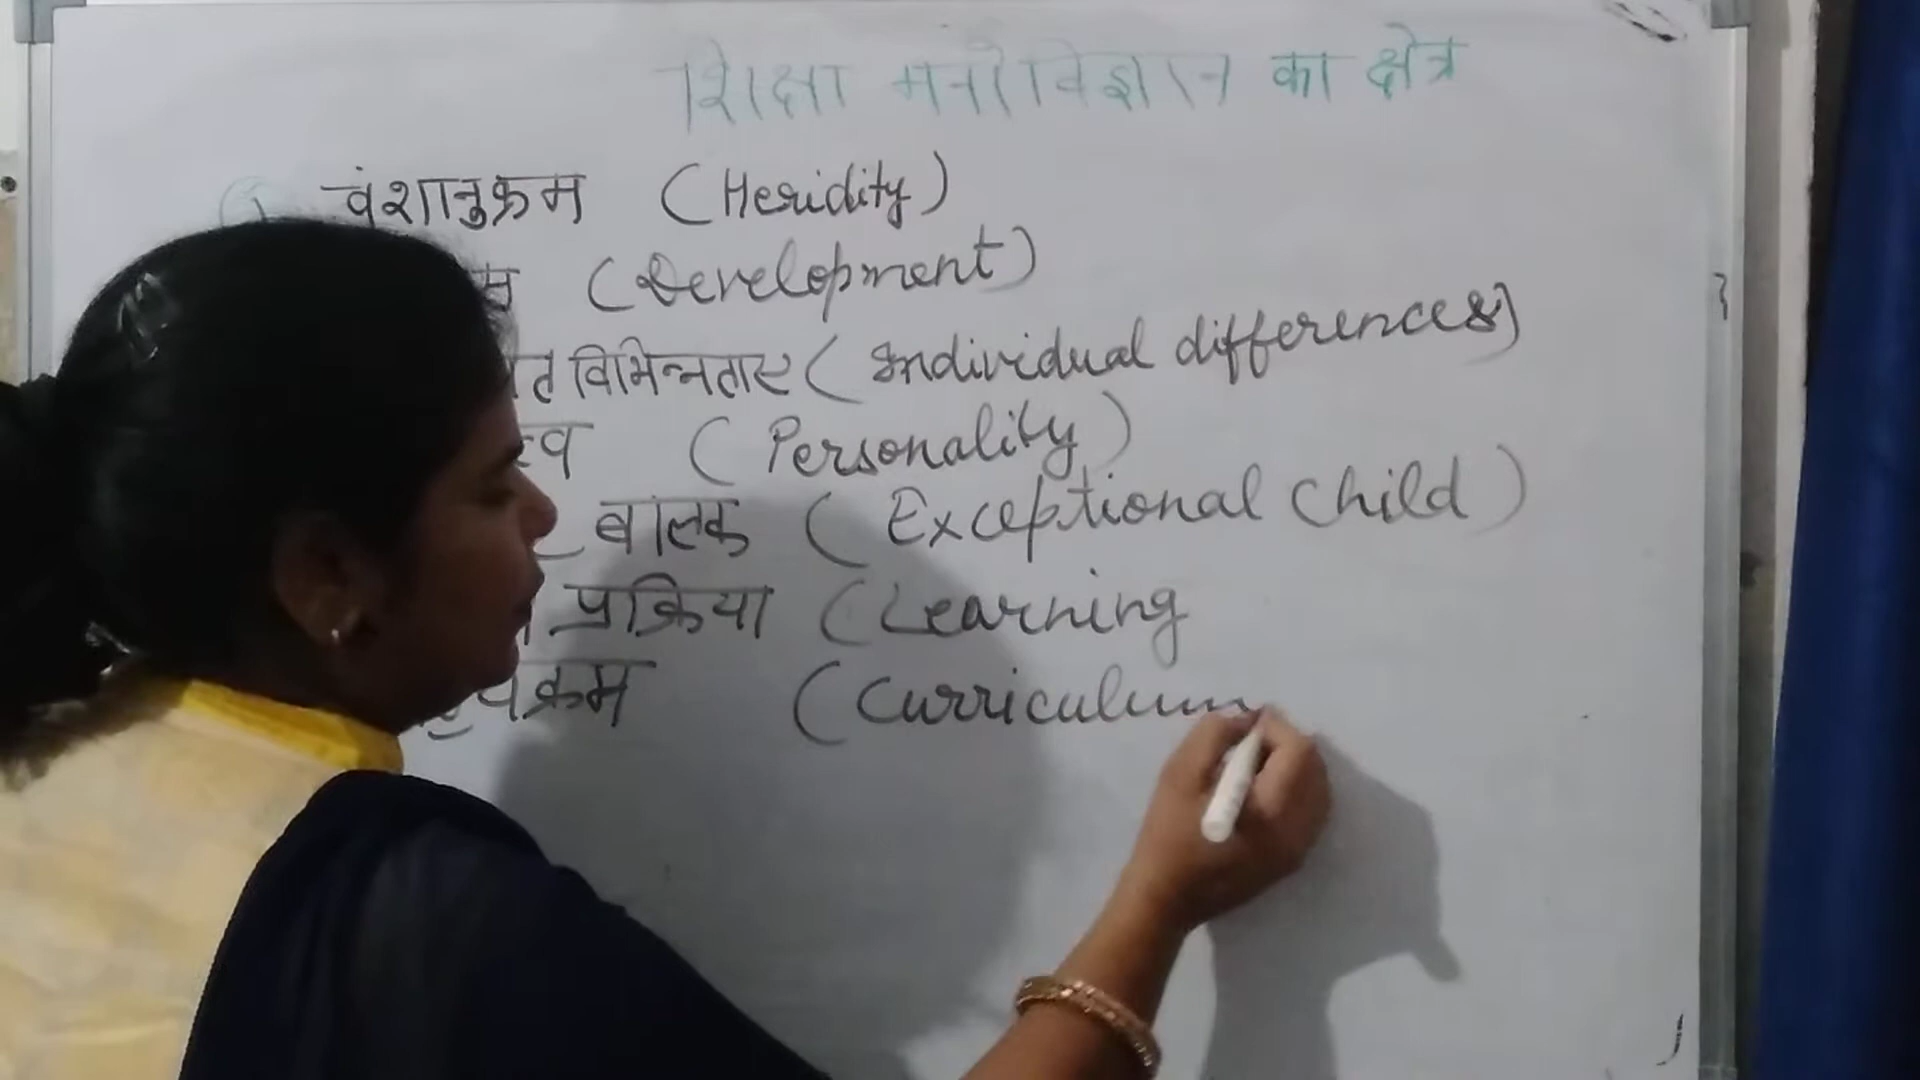 शिक्षा मनोविज्ञान का क्षेत्र
वंशानुक्रम (Heridity)
(Development)
विभिन्नताए (Individual differences)
(Personality)
बालक (Exceptional Child)
प्रक्रिया (Learning
(Curriculum